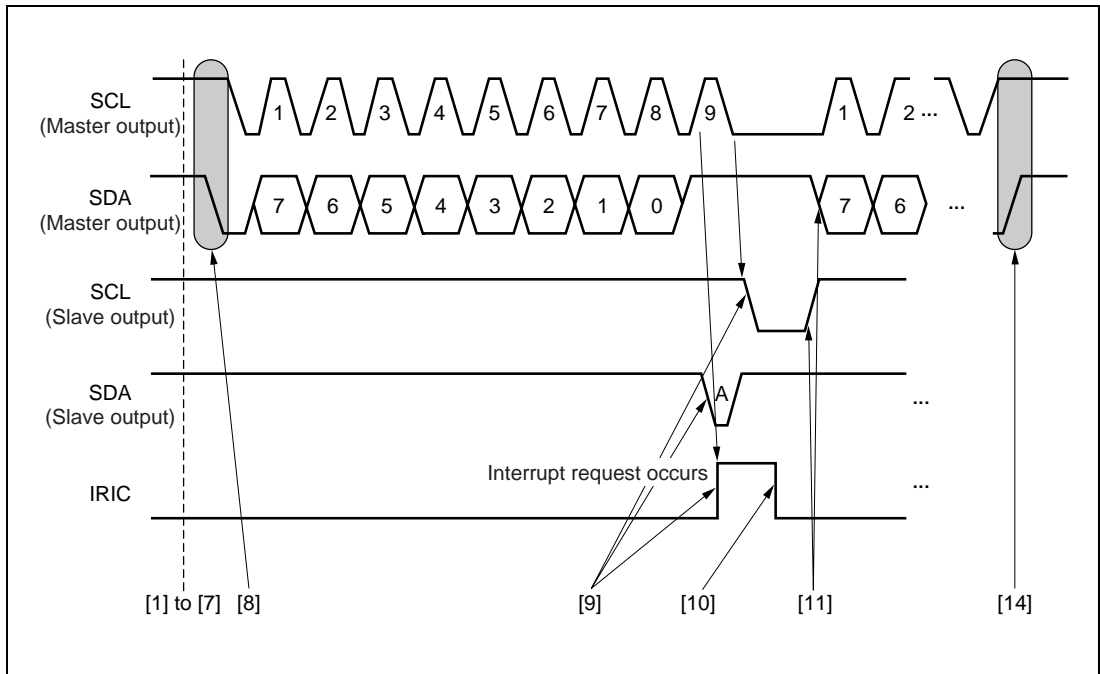 SCL
(Master output)
1 2 3 4 5 6 7 8 9 1 2 ...
SDA
(Master output)
7 6 5 4 3 2 1 0 7 6 ...
SCL
(Slave output)
SDA
(Slave output)
A
...
Interrupt request occurs
IRIC
...
[1] to [7] [8] [9] [10] [11] [14]